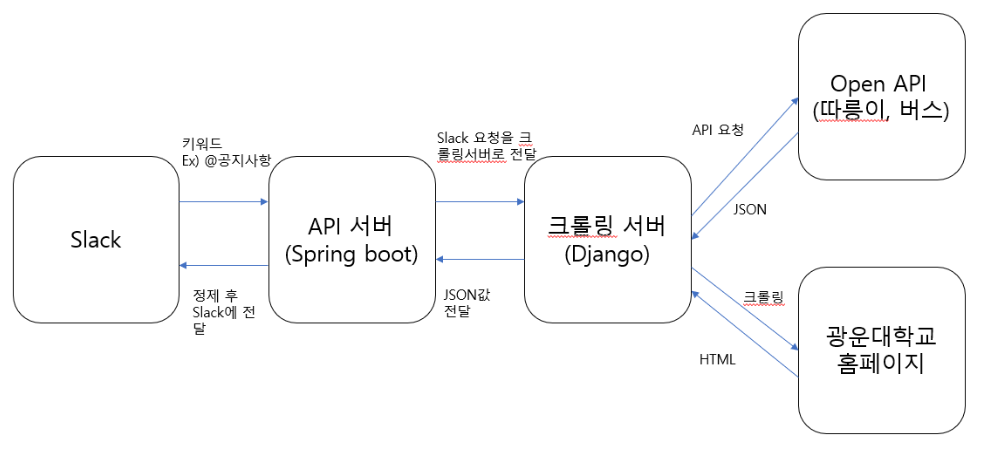 Slack
키워드
Ex) @공지사항
정제 후
Slack에 전
달
API 서버
(Spring boot)
Slack 요청을 크
롤링서버로 전달
JSON값
전달
크롤링 서버
(Django)
API 요청
JSON
크롤링
HTML
Open API
(따릉이, 버스)
광운대학교
홈페이지